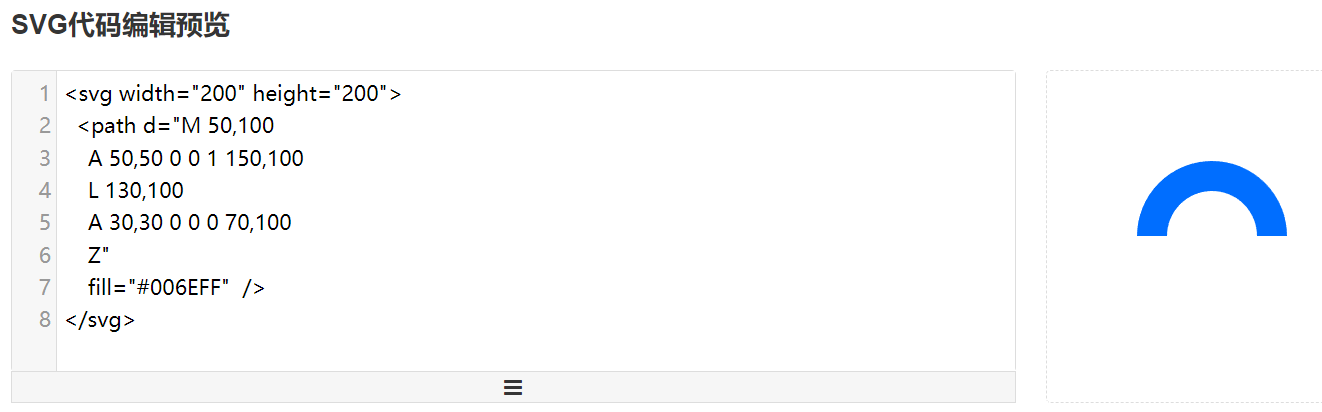 SVG代码编辑预览
1 <svg width="200" height="200">
2 <path d="M 50,100
3 A 50,50 0 0 1 150,100
4 L 130,100
5 A 30,30 0 0 0 70,100
6 Z"
7 fill="#006EFF" />
8 </svg>